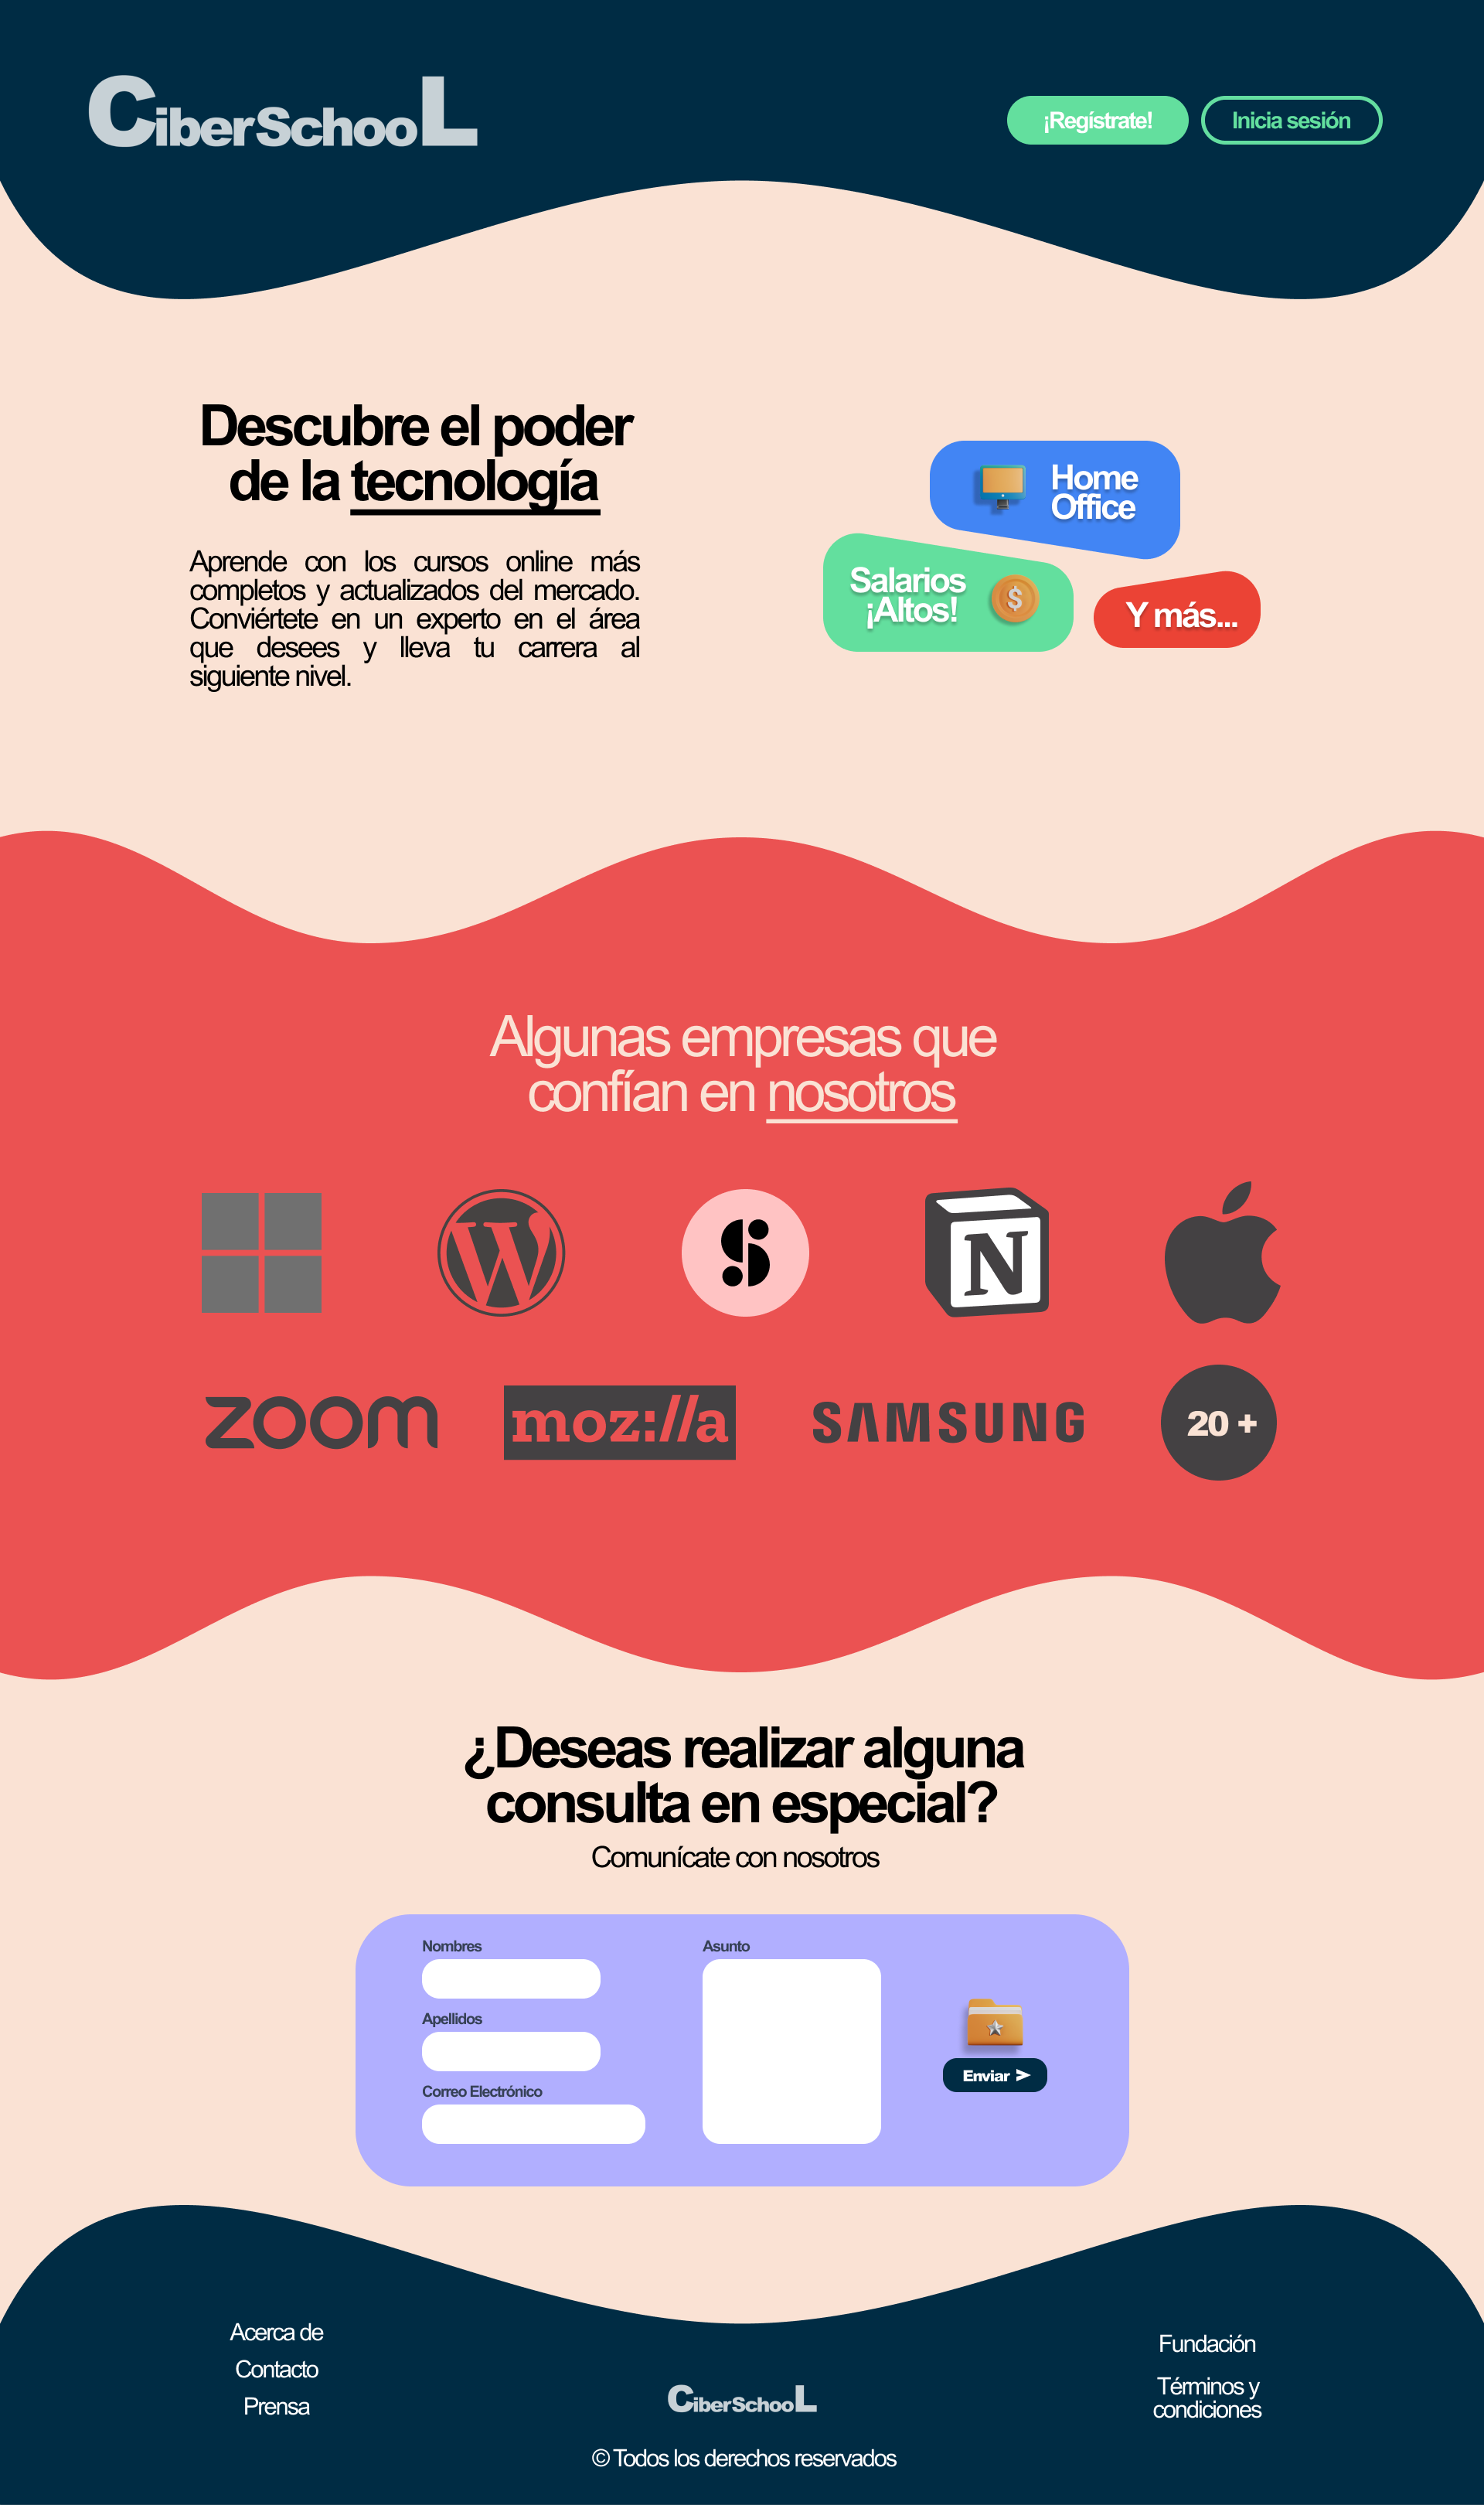 CiberSchooL
¡Regístrate!
Inicia sesión
Descubre el poder
de la tecnología
Aprende con los cursos online más
completos y actualizados del mercado.
Conviértete en un experto en el área
que desees y lleva tu carrera al
siguiente nivel.
Home
Office
Salarios
¡Altos!
$
Y más...
Algunas empresas que
confían en nosotros
W
S
N
zoom
moz://a
SAMSUNG
20 +
¿Deseas realizar alguna
consulta en especial?
Comunícate con nosotros
Nombres
Apellidos
Correo Electrónico
Asunto
Enviar
Acerca de
Contacto
Prensa
CiberSchooL
© Todos los derechos reservados
Fundación
Términos y
condiciones